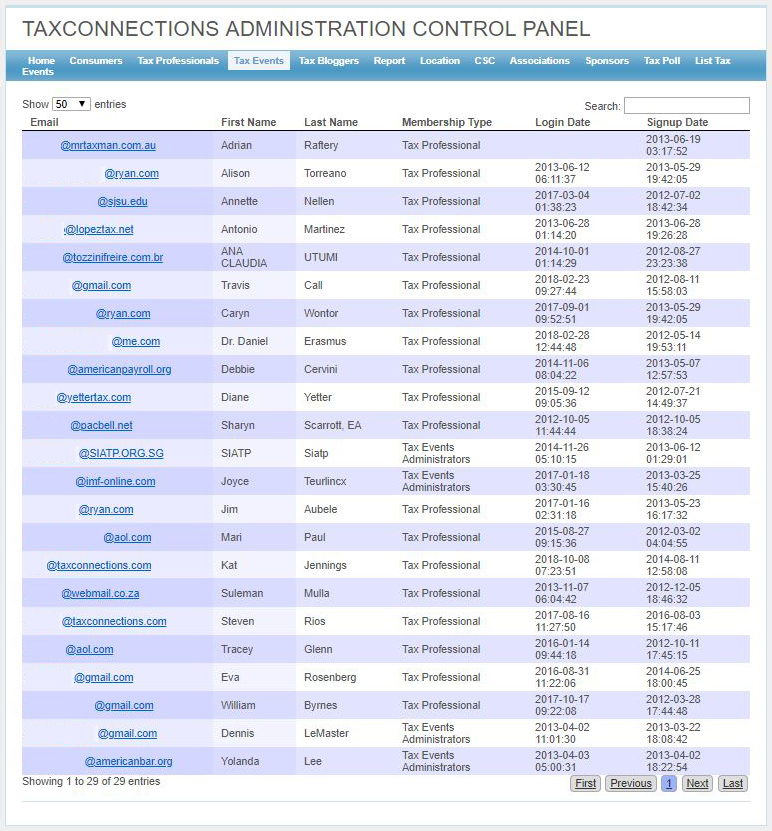 TAXCONNECTIONS ADMINISTRATION CONTROL PANEL
Home Consumers Tax Professionals Tax Events Tax Bloggers Report Location CSC Associations Sponsors Tax Poll List Tax
Events
Show 50 entries Search:
Email First Name Last Name Membership Type Login Date Signup Date
@mrtaxman.com.au Adrian Raftery Tax Professional 2013-06-19
03:17:52
@ryan.com Alison Torreano Tax Professional 2013-06-12 2013-05-29
06:11:37 19:42:05
@sjsu.edu Annette Nellen Tax Professional 2017-03-04 2012-07-02
01:38:23 18:42:34
@lopeztax.net Antonio Martinez Tax Professional 2013-06-28 2013-06-28
01:14:20 19:26:28
@tozzinifreire.com.br ANA UTUMI Tax Professional 2014-10-01 2012-08-27
CLAUDIA 01:14:29 23:23:38
@gmail.com Travis Call Tax Professional 2018-02-23 2012-08-11
09:27:44 15:58:03
@ryan.com Caryn Wontor Tax Professional 2017-09-01 2013-05-29
09:52:51 19:42:05
@me.com Dr. Daniel Erasmus Tax Professional 2018-02-28 2012-05-14
12:44:48 19:53:11
@americanpayroll.org Debbie Cervini Tax Professional 2014-11-06 2013-05-07
08:04:22 12:57:53
@yettertax.com Diane Yetter Tax Professional 2015-09-12 2012-07-21
09:05:36 14:49:37
@pacbell.net Sharyn Scarrott, EA Tax Professional 2012-10-05 2012-10-05
11:44:44 18:38:24
@SIATP.ORG.SG SIATP Siatp Tax Events 2014-11-26 2013-06-12
Administrators 05:10:15 01:29:01
@imf-online.com Joyce Teurlincx Tax Events 2017-01-18 2013-03-25
Administrators 03:30:45 15:40:26
@ryan.com Jim Aubele Tax Professional 2017-01-16 2013-05-23
02:31:18 16:17:32
@aol.com Mari Paul Tax Professional 2015-08-27 2012-03-02
09:15:36 04:04:55
@taxconnections.com Kat Jennings Tax Professional 2018-10-08 2014-08-11
07:23:51 12:58:08
@webmail.co.za Suleman Mulla Tax Professional 2013-11-07 2012-12-05
06:04:42 18:46:32
@taxconnections.com Steven Rios Tax Professional 2017-08-16 2016-08-03
11:27:50 15:17:46
@aol.com Tracey Glenn Tax Professional 2016-01-14 2012-10-11
09:44:18 17:45:15
@gmail.com Eva Rosenberg Tax Professional 2016-08-31 2014-06-25
11:22:06 18:00:45
@gmail.com William Byrnes Tax Professional 2017-10-17 2012-03-28
09:22:08 17:44:48
@gmail.com Dennis LeMaster Tax Events 2013-04-02 2013-03-22
Administrators 11:01:30 18:08:42
@americanbar.org Yolanda Lee Tax Events 2013-04-03 2013-04-02
Administrators 05:00:31 18:22:54
Showing 1 to 29 of 29 entries First Previous 1 Next Last